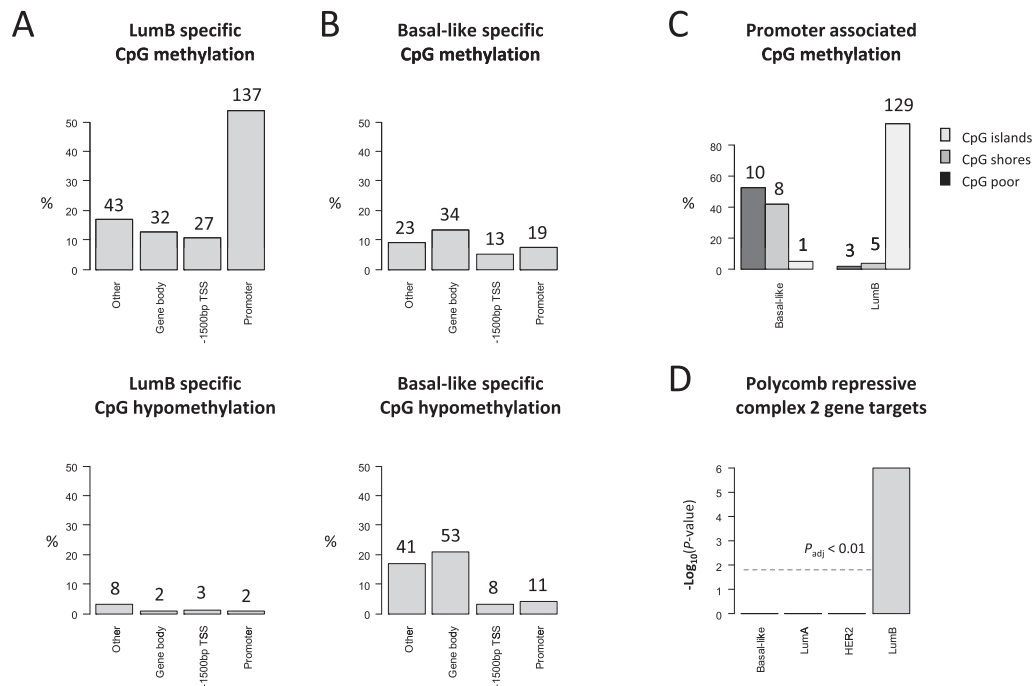 A
LumB specific
CpG methylation
%
50
40
30
20
10
0
43
32
27
137
Other
Gene body
-1500bp TSS
Promoter
LumB specific
CpG hypomethylation
%
50
40
30
20
10
0
8
2
3
2
Other
Gene body
-1500bp TSS
Promoter
B
Basal-like specific
CpG methylation
%
50
40
30
20
10
0
23
34
13
19
Other
Gene body
-1500bp TSS
Promoter
Basal-like specific
CpG hypomethylation
%
50
40
30
20
10
0
41
53
8
11
Other
Gene body
-1500bp TSS
Promoter
C
Promoter associated
CpG methylation
%
80
60
40
20
0
10
8
1
3
5
129
Basal-like
LumB
CpG islands
CpG shores
CpG poor
D
Polycomb repressive
complex 2 gene targets
-Log10(P-value)
6
5
4
3
2
1
0
Padj < 0.01
Basal-like
LumA
HER2
LumB